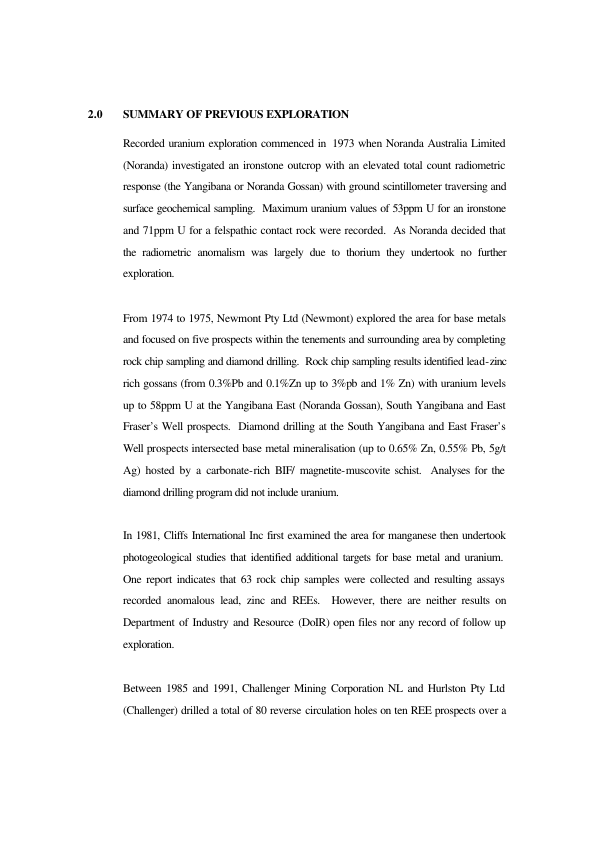 2.0 SUMMARY OF PREVIOUS EXPLORATION
Recorded uranium exploration commenced in 1973 when Noranda Australia Limited
(Noranda) investigated an ironstone outcrop with an elevated total count radiometric
response (the Yangibana or Noranda Gossan) with ground scintillometer traversing and
surface geochemical sampling. Maximum uranium values of 53ppm U for an ironstone
and 71ppm U for a felspathic contact rock were recorded. As Noranda decided that
the radiometric anomalism was largely due to thorium they undertook no further
exploration.
From 1974 to 1975, Newmont Pty Ltd (Newmont) explored the area for base metals
and focused on five prospects within the tenements and surrounding area by completing
rock chip sampling and diamond drilling. Rock chip sampling results identified lead-zinc
rich gossans (from 0.3%Pb and 0.1%Zn up to 3%pb and 1% Zn) with uranium levels
up to 58ppm U at the Yangibana East (Noranda Gossan), South Yangibana and East
Fraser's Well prospects. Diamond drilling at the South Yangibana and East Fraser's
Well prospects intersected base metal mineralisation (up to 0.65% Zn, 0.55% Pb, 5g/t
Ag) hosted by a carbonate-rich BIF/ magnetite-muscovite schist. Analyses for the
diamond drilling program did not include uranium.
In 1981, Cliffs International Inc first examined the area for manganese then undertook
photogeological studies that identified additional targets for base metal and uranium.
One report indicates that 63 rock chip samples were collected and resulting assays
recorded anomalous lead, zinc and REEs. However, there are neither results on
Department of Industry and Resource (DoIR) open files nor any record of follow up
exploration.
Between 1985 and 1991, Challenger Mining Corporation NL and Hurlston Pty Ltd
(Challenger) drilled a total of 80 reverse circulation holes on ten REE prospects over a